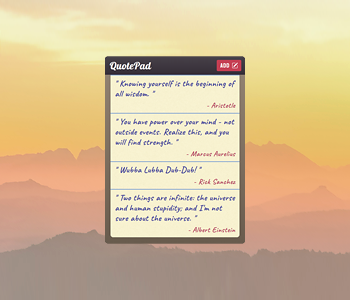 QuotePad
ADD
" Knowing yourself is the beginning of
all wisdom. "
- Aristotle
" You have power over your mind - not
outside events. Realize this, and you
will find strength. "
- Marcus Aurelius
" Wubba Lubba Dub-Dub! "
- Rick Sanchez
" Two things are infinite: the universe
and human stupidity; and I'm not
sure about the universe. "
- Albert Einstein